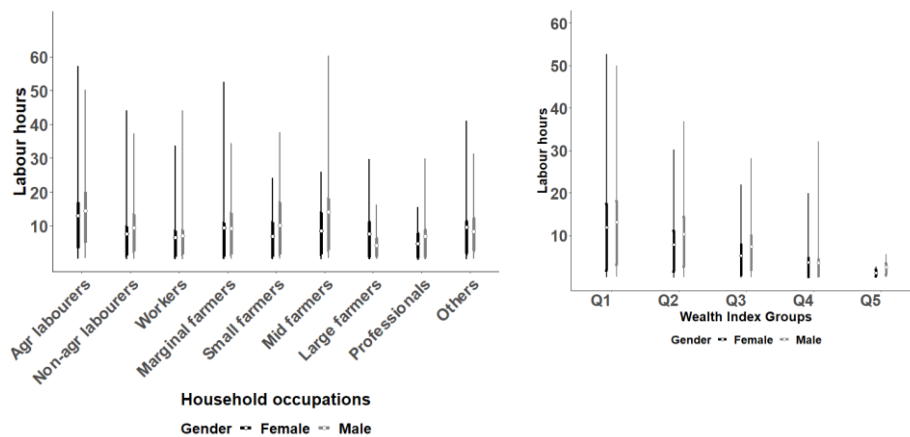 Labour hours
60
50
40
30
20
10
Agr labourers
Non-agr labourers
Workers
Marginal farmers
Small farmers
Mid farmers
Large farmers
Professionals
Others
Household occupations
Gender Female Male
Labour hours
60
50
40
30
20
10
Q1 Q2 Q3 Q4 Q5
Wealth Index Groups
Gender Female Male